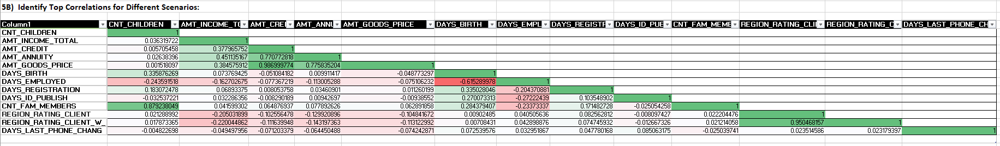 5B) Identify Top Correlations for Different Scenarios:
Column1 CNT_CHILDREN AMT_INCOME_TO AMT_CREI AMT_ANNU AMT_GOODS_PRICE DAYS_BIRTH DAYS_EMPL DAYS_REGISTR DAYS_ID_PUE CNT_FAM_MEME REGION_RATING_CLI REGION_RATING_C DAYS_LAST_PHONE_CH
CNT_CHILDREN 1
AMT_INCOME_TOTAL 0.036319722 1
AMT_CREDIT 0.005705458 0.377965752 1
AMT_ANNUITY 0.02638396 0.451135167 0.770772818 1
AMT_GOODS_PRICE 0.001518097 0.384575912 0.986999774 0.775835204 1
DAYS_BIRTH 0.335876269 0.073769425 -0.051084182 0.009911417 -0.048773297 1
DAYS_EMPLOYED -0.243591518 -0.162702675 -0.077367219 -0.113005288 -0.075106232 -0.615289978 1
DAYS_REGISTRATION 0.183072478 0.06893375 0.008053758 0.03460901 0.011260199 0.335028046 -0.204370881 1
DAYS_ID_PUBLISH -0.032537221 0.032286356 -0.008290189 0.00942697 -0.00938552 0.270073313 -0.27222439 0.103548902 1
CNT_FAM_MEMBERS 0.879238049 0.041599302 0.064876937 0.077892626 0.062891858 0.284379407 -0.23373337 0.171482728 -0.025054258 1
REGION_RATING_CLIENT 0.021288992 -0.205031899 -0.102556478 -0.129920896 -0.104841672 0.00902485 0.040505636 0.082562812 -0.008097427 0.022204476 1
REGION_RATING_CLIENT_W_ 0.017873365 -0.220044862 -0.111639948 -0.143197363 -0.113122992 0.00708431 0.042898876 0.074745932 -0.012667326 0.021214058 0.950468157 1
DAYS_LAST_PHONE_CHANG -0.004822698 -0.049497956 -0.071203379 -0.064450488 -0.074242871 0.072539576 0.032951867 0.047780168 0.085063175 -0.025039741 0.023514586 0.023179397 1